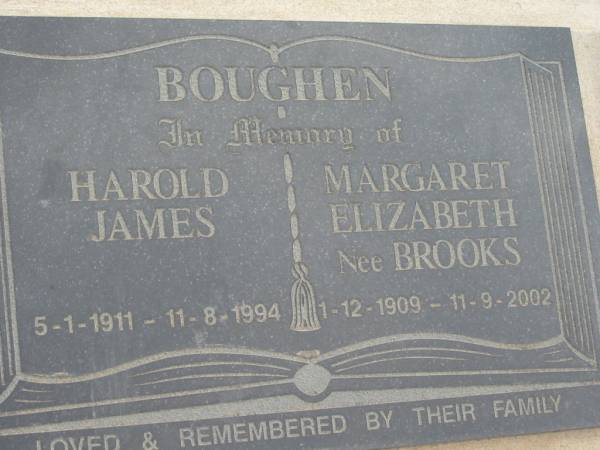 BOUGHEN
In Memory of
HAROLD
JAMES
5-1-1911 - 11-8-1994
MARGARET
ELIZABETH
Nee BROOKS
1-12-1909 - 11-9-2002
LOVED & REMEMBERED BY THEIR FAMILY